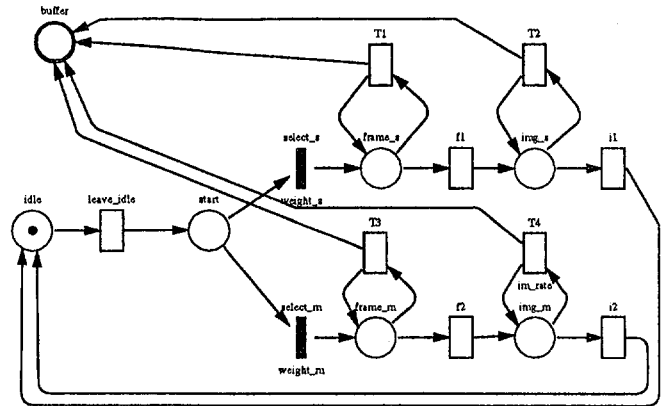 buffer
T1
T2
select_s
frame_s
f1
img_s
i1
weight_s
idle
leave_idle
start
T3
T4
im_rate
select_m
frame_m
f2
img_m
i2
weight_m